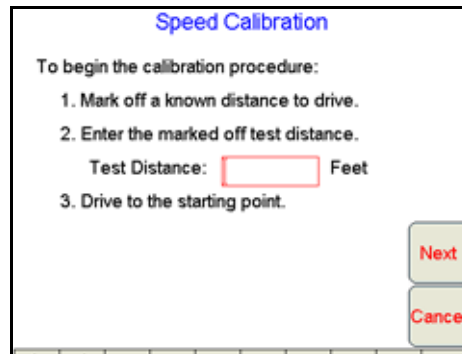 Speed Calibration
To begin the calibration procedure:
1. Mark off a known distance to drive.
2. Enter the marked off test distance.
Test Distance: Feet
3. Drive to the starting point.
Next
Cance